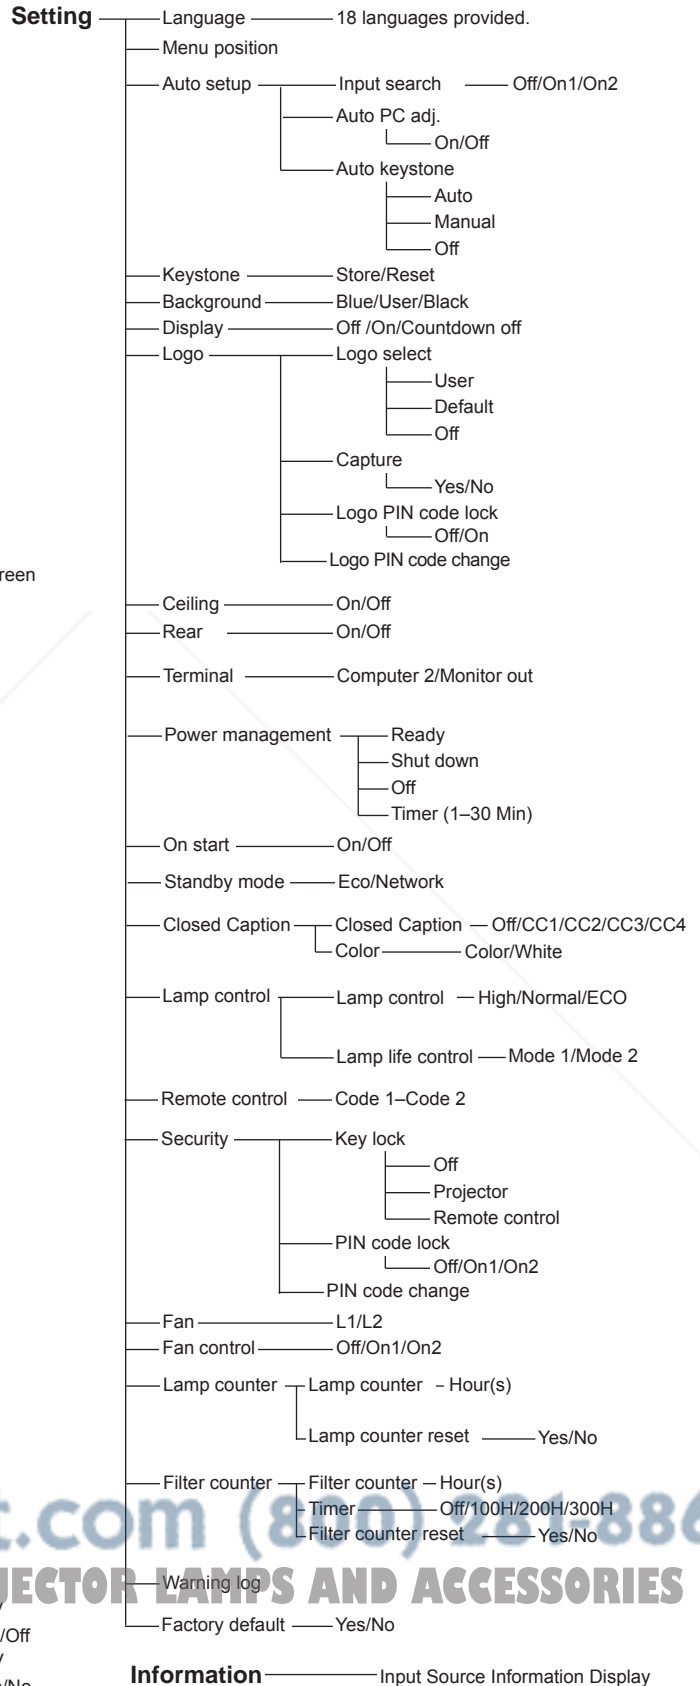 Setting Language 18 languages provided.
Menu position
Auto setup Input search Off/On1/On2
Auto PC adj.
On/Off
Auto keystone
Auto
Manual
Off
Keystone Store/Reset
Background Blue/User/Black
Display Off /On/Countdown off
Logo Logo select
User
Default
Off
Capture
Yes/No
Logo PIN code lock
Off/On
Logo PIN code change
reen
Ceiling On/Off
Rear On/Off
Terminal Computer 2/Monitor out
Power management Ready
Shut down
Off
Timer (1–30 Min)
On start On/Off
Standby mode Eco/Network
Closed Caption Closed Caption Off/CC1/CC2/CC3/CC4
Color Color/White
Lamp control Lamp control High/Normal/ECO
Lamp life control Mode 1/Mode 2
Remote control Code 1–Code 2
Security Key lock
Off
Projector
Remote control
PIN code lock
Off/On1/On2
PIN code change
Fan L1/L2
Fan control Off/On1/On2
Lamp counter Lamp counter Hour(s)
Lamp counter reset Yes/No
Filter counter Filter counter Hour(s)
Timer Off/100H/200H/300H
t.com (800) 281-886
Filter counter reset Yes/No
JECTOR LAMPS AND ACCESSORIES
Warning log
Factory default Yes/No
/Off
/No
Information Input Source Information Display